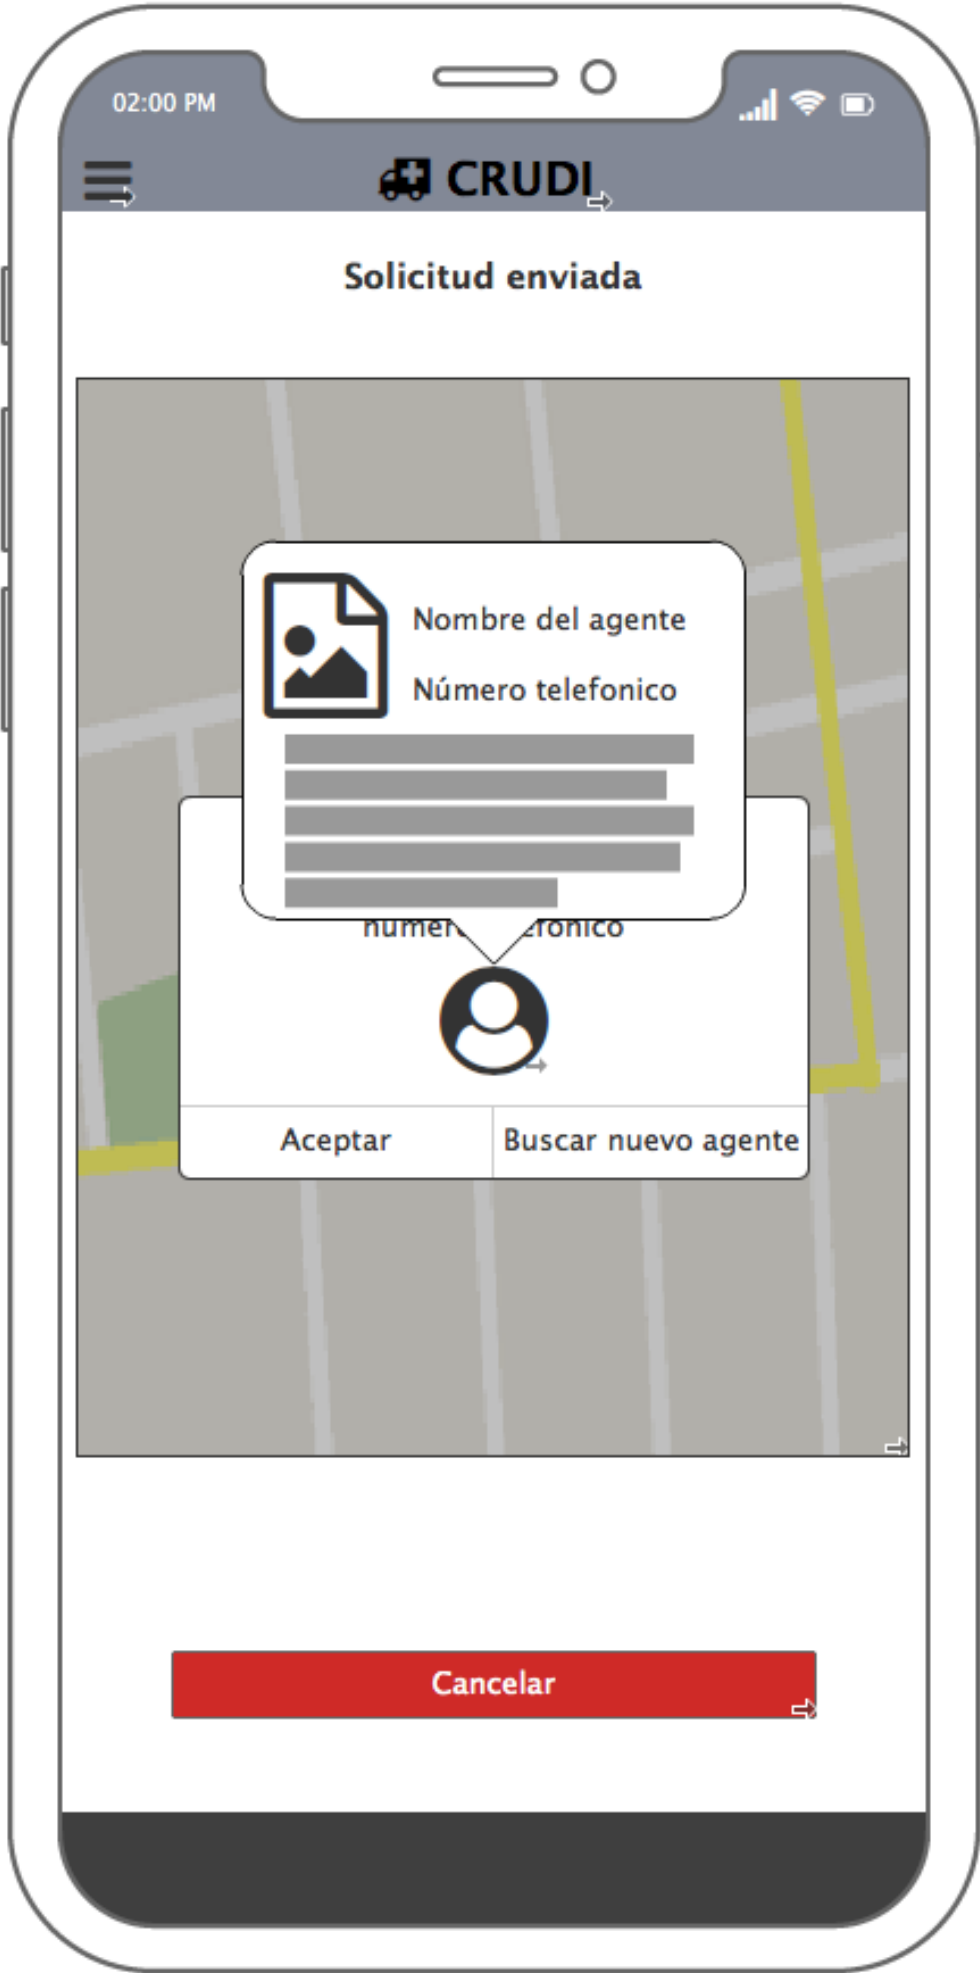 02:00 PM
CRUDI
Solicitud enviada
Nombre del agente
Número telefonico
Aceptar
Buscar nuevo agente
Cancelar